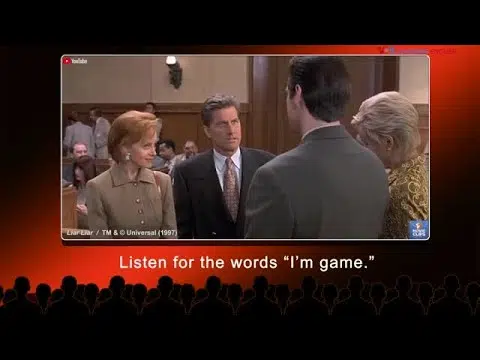 YouTube
Liar Liar / TM & © Universal (1997)
Listen for the words “I’m game.”